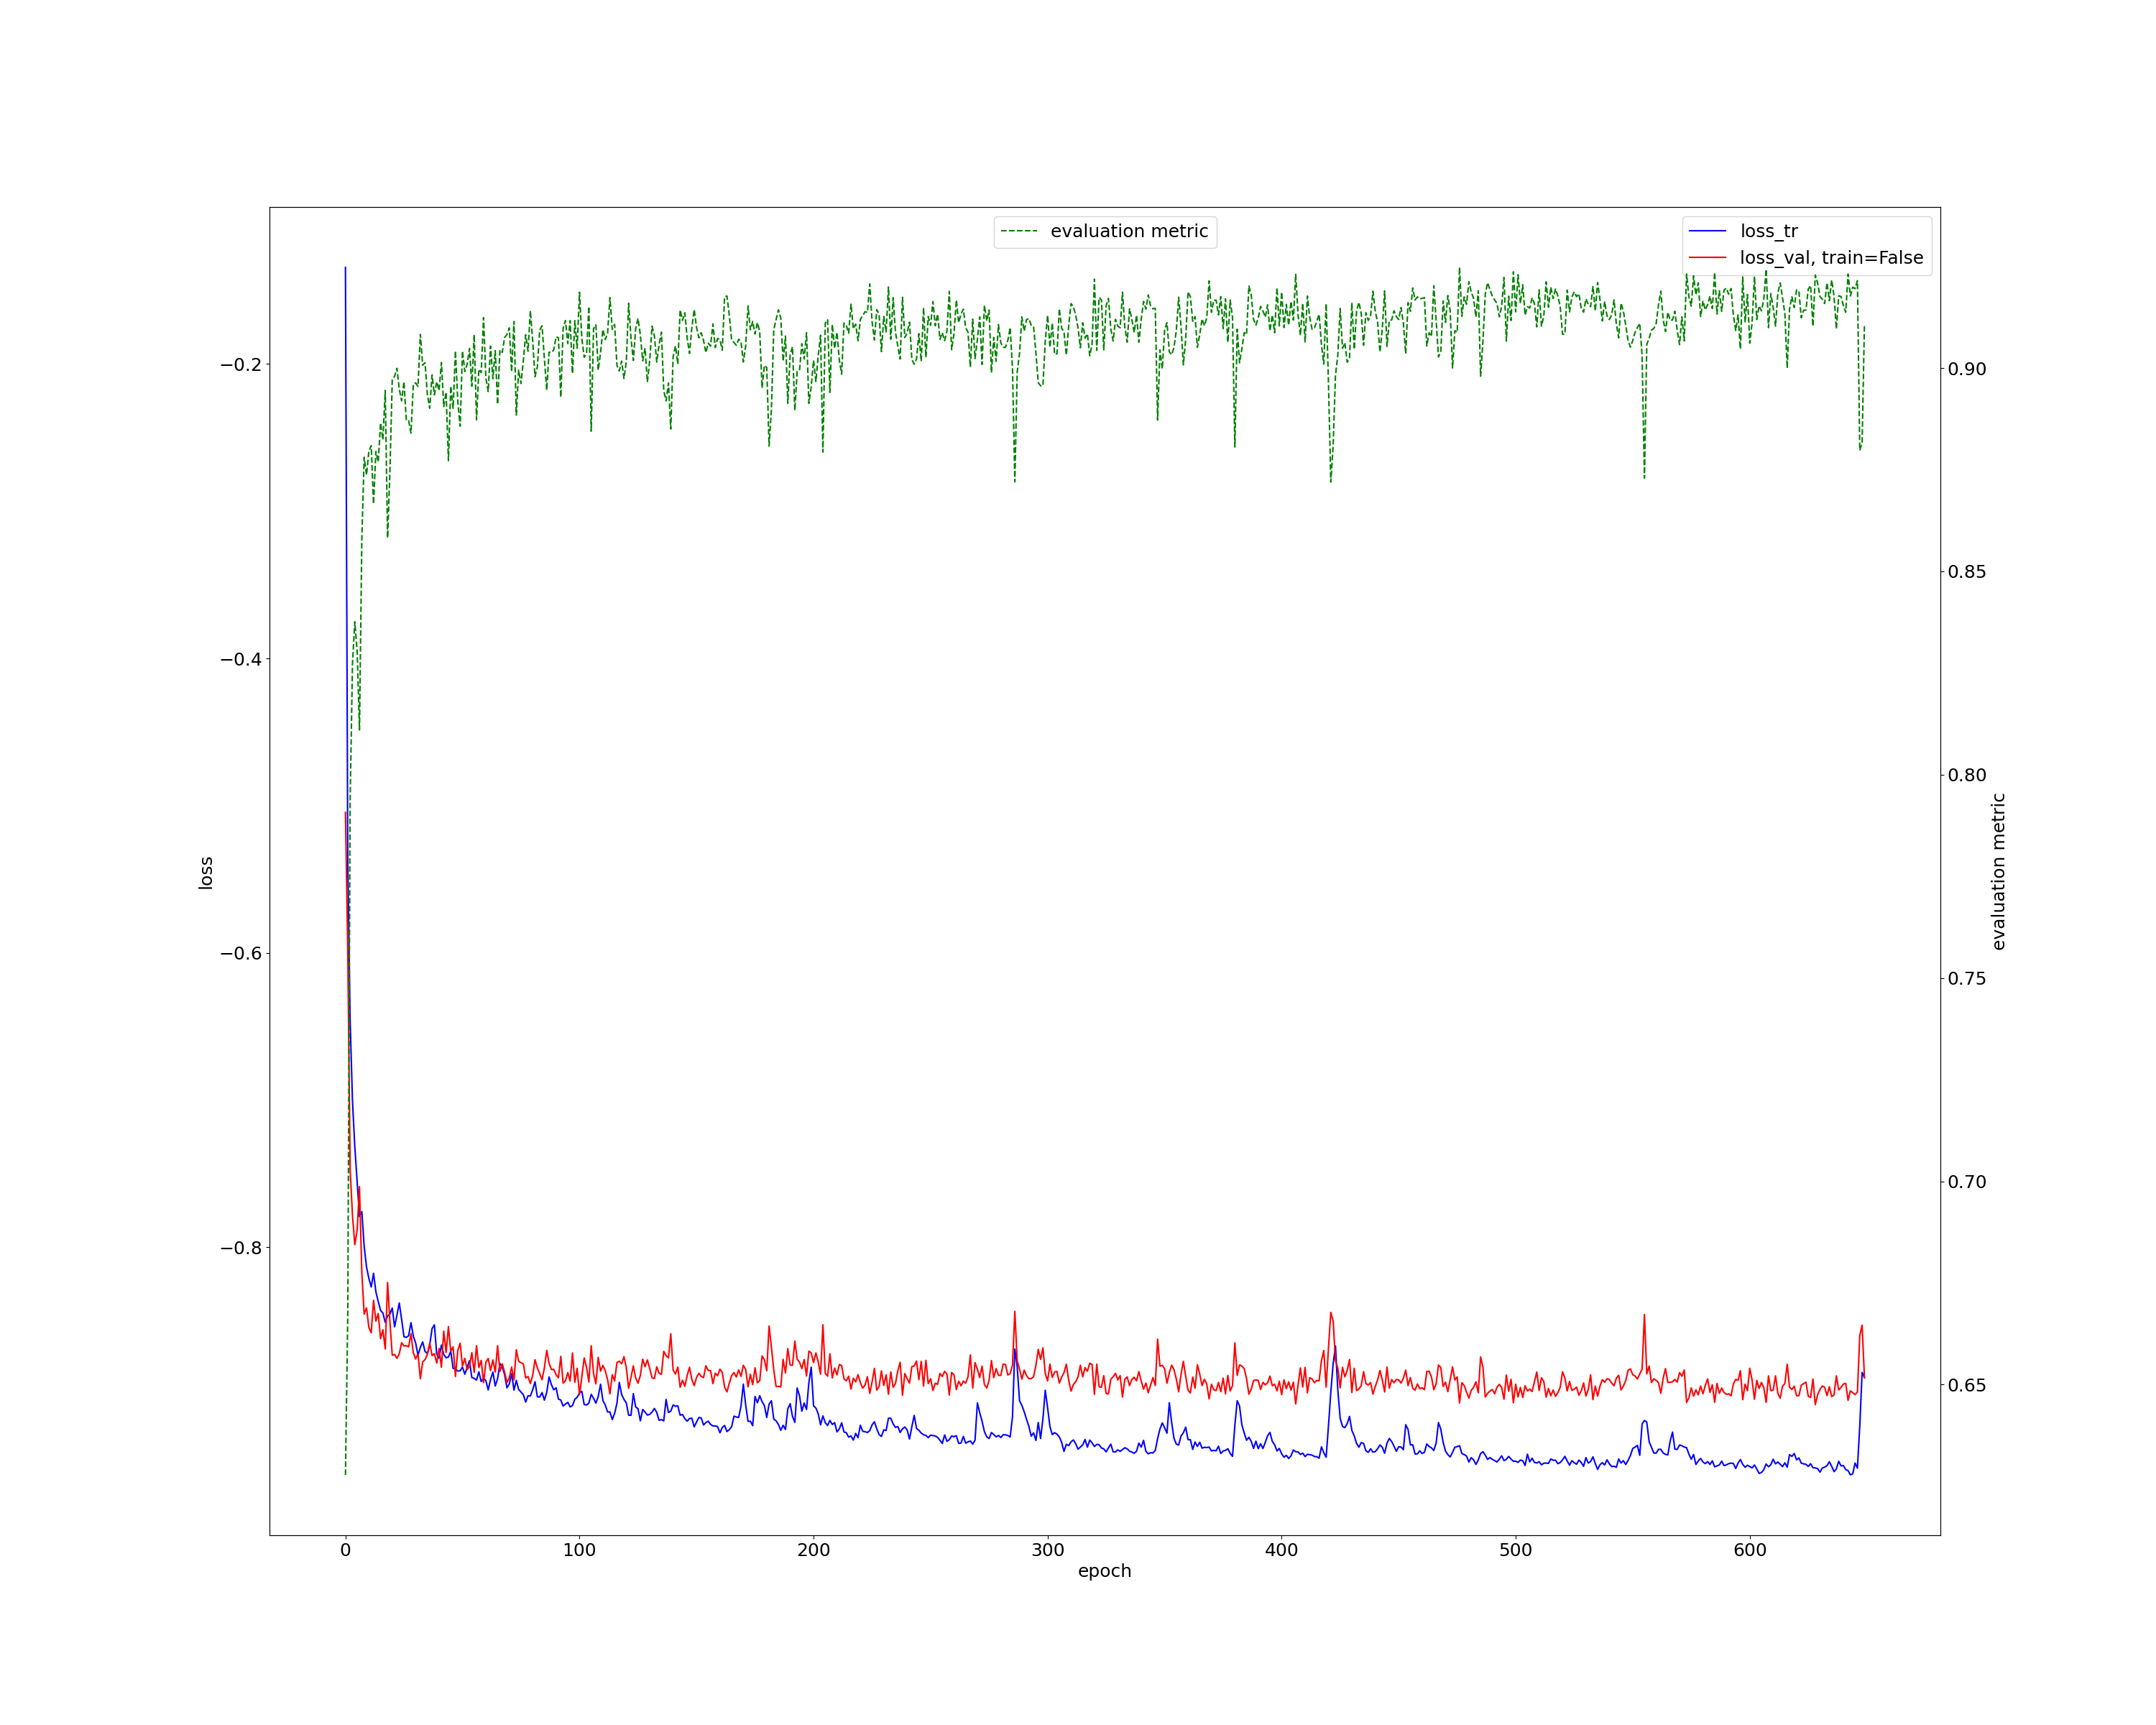 evaluation metric
loss_tr
loss_val, train=False
−0.2
−0.4
−0.6
−0.8
loss
0.90
0.85
0.80
0.75
0.70
0.65
evaluation metric
0 100 200 300 400 500 600
epoch